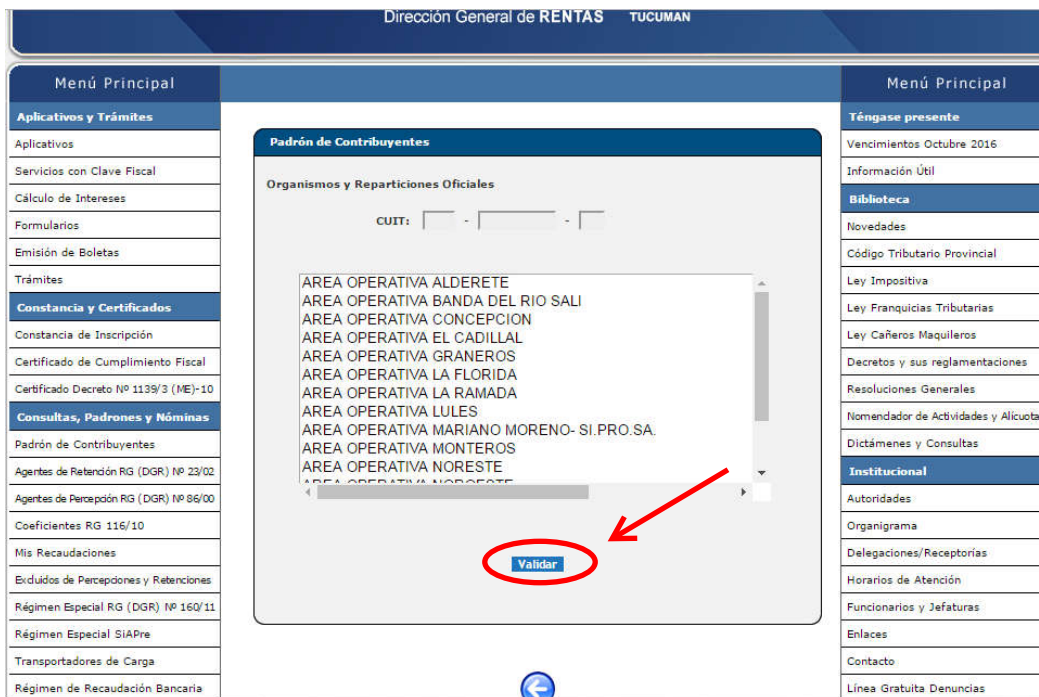 Dirección General de RENTAS TUCUMAN
Menú Principal
Aplicativos y Trámites
Aplicativos
Servicios con Clave Fiscal
Cálculo de Intereses
Formularios
Emisión de Boletas
Trámites
Constancia y Certificados
Constancia de Inscripción
Certificado de Cumplimiento Fiscal
Certificado Decreto Nº 1139/3 (ME)-10
Consultas, Padrones y Nóminas
Padrón de Contribuyentes
Agentes de Retención RG (DGR) Nº 23/02
Agentes de Percepción RG (DGR) Nº 86/00
Coeficientes RG 116/10
Mis Recaudaciones
Excluidos de Percepciones y Retenciones
Régimen Especial RG (DGR) Nº 160/11
Régimen Especial SiAPre
Transportadores de Carga
Régimen de Recaudación Bancaria
Padrón de Contribuyentes
Organismos y Reparticiones Oficiales
CUIT: - -
AREA OPERATIVA ALDERETE
AREA OPERATIVA BANDA DEL RIO SALI
AREA OPERATIVA CONCEPCION
AREA OPERATIVA EL CADILLAL
AREA OPERATIVA GRANEROS
AREA OPERATIVA LA FLORIDA
AREA OPERATIVA LA RAMADA
AREA OPERATIVA LULES
AREA OPERATIVA MARIANO MORENO- SI.PRO.SA.
AREA OPERATIVA MONTEROS
AREA OPERATIVA NORESTE
AREA OPERATIVA NOROESTE
Validar
Menú Principal
Téngase presente
Vencimientos Octubre 2016
Información Útil
Biblioteca
Novedades
Código Tributario Provincial
Ley Impositiva
Ley Franquicias Tributarias
Ley Cañeros Maquileros
Decretos y sus reglamentaciones
Resoluciones Generales
Nomendador de Actividades y Alícuota
Dictámenes y Consultas
Institucional
Autoridades
Organigrama
Delegaciones/Receptorías
Horarios de Atención
Funcionarios y Jefaturas
Enlaces
Contacto
Línea Gratuita Denuncias